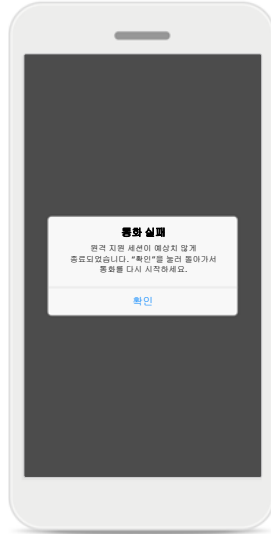 통화 실패
원격 지원 세션이 예상치 않게
종료되었습니다. “확인”을 눌러 돌아가서
통화를 다시 시작하세요.
확인